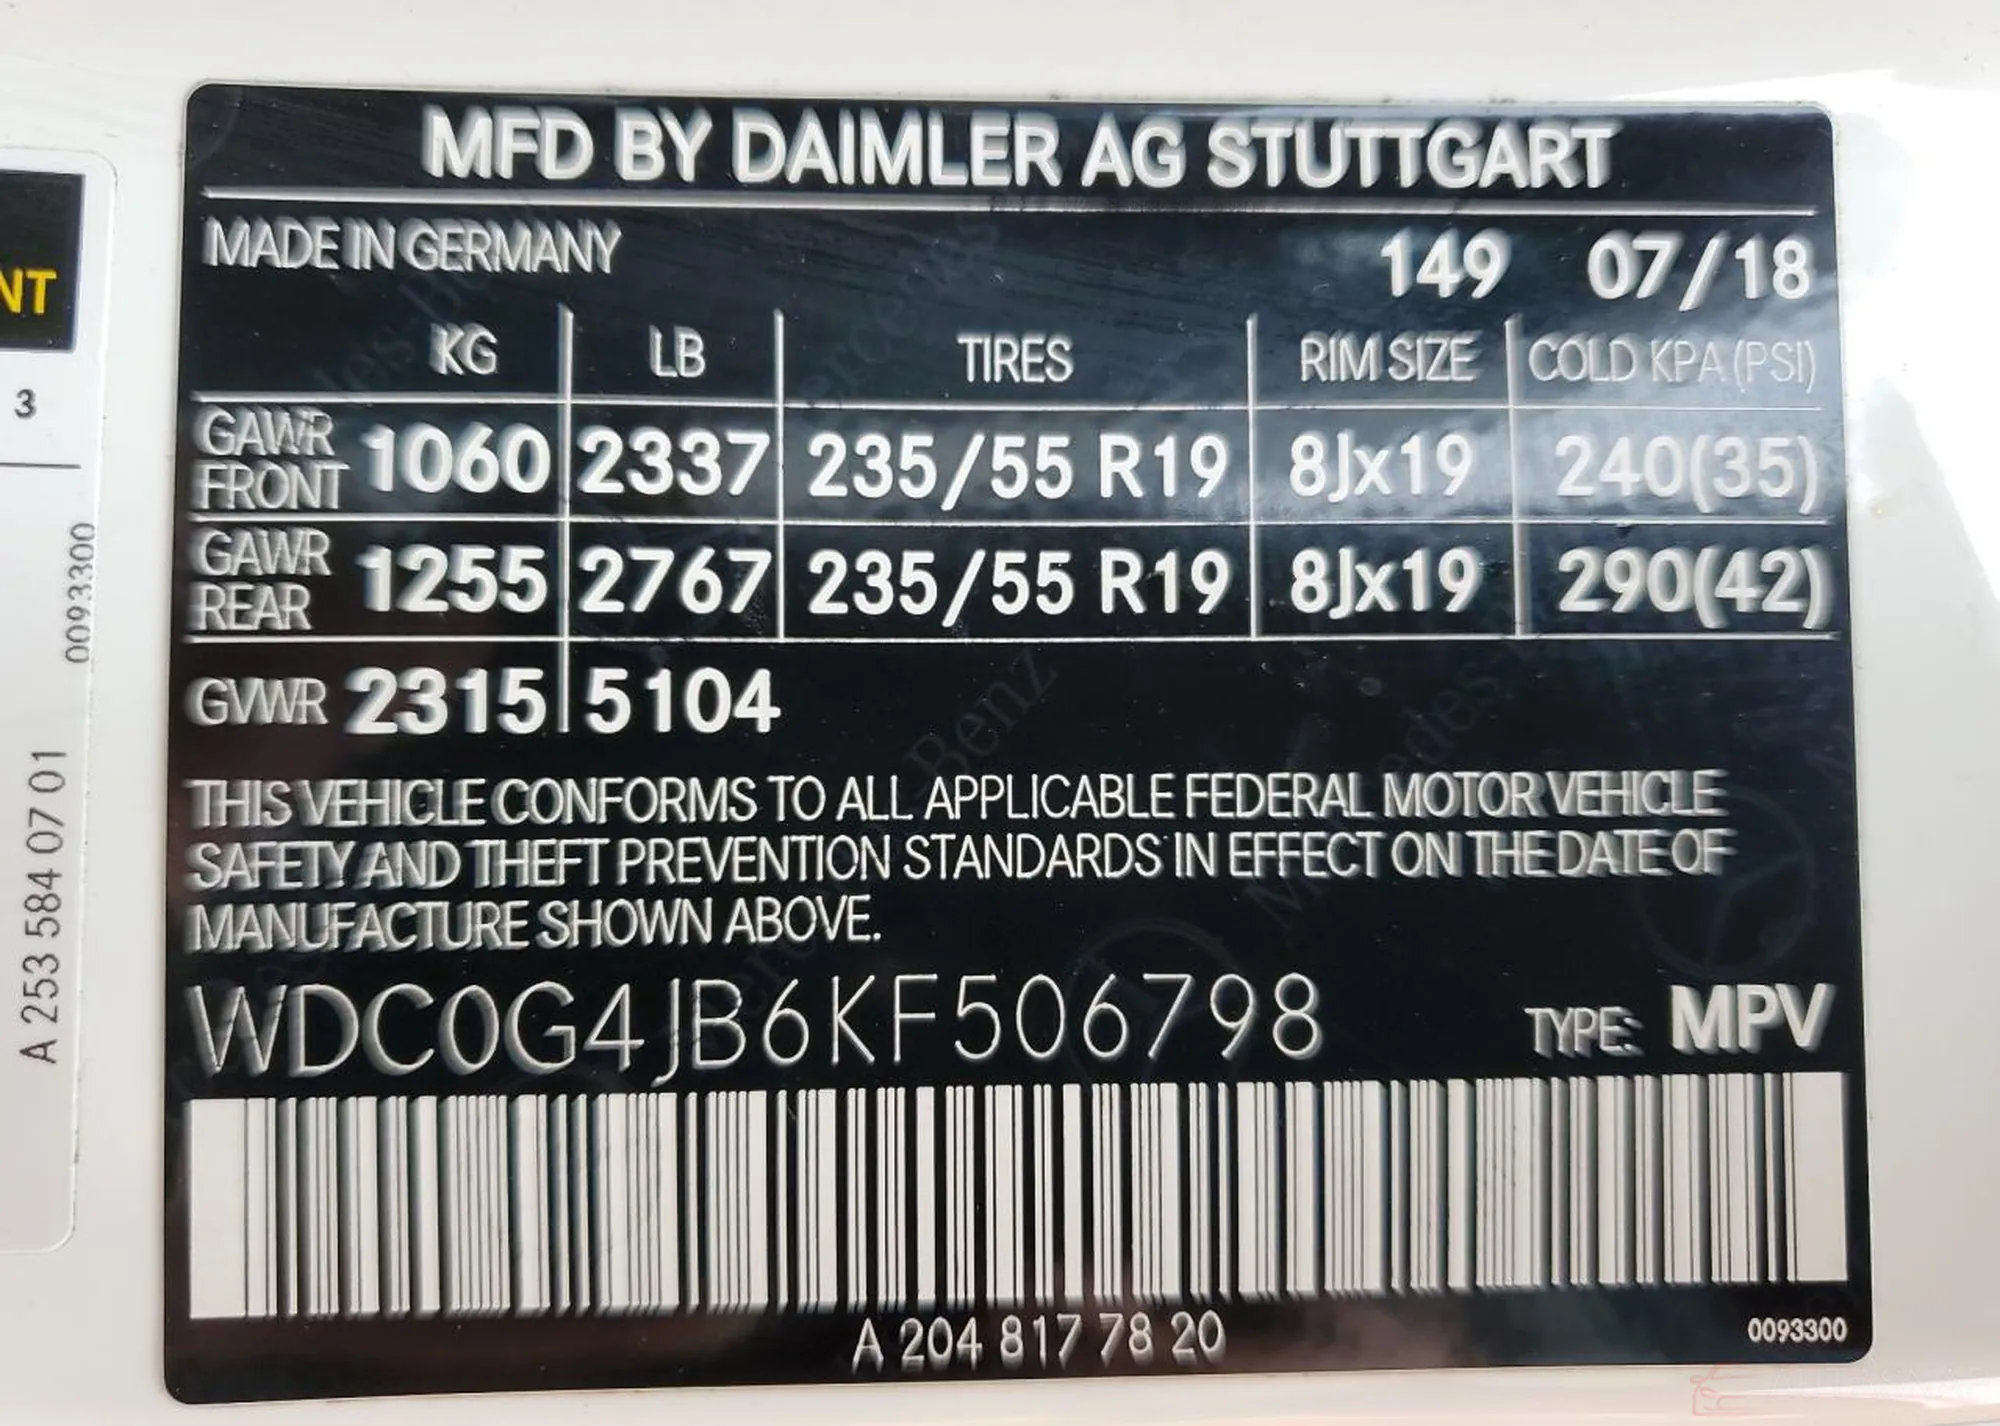 MFD BY DAIMLER AG STUTTGART
MADE IN GERMANY 149 07/18
KG LB TIRES RIM SIZE COLD KPA (PSI)
GAWR FRONT 1060 2337 235/55 R19 8Jx19 240(35)
GAWR REAR 1255 2767 235/55 R19 8Jx19 290(42)
GVWR 2315 5104
THIS VEHICLE CONFORMS TO ALL APPLICABLE FEDERAL MOTOR VEHICLE
SAFETY AND THEFT PREVENTION STANDARDS IN EFFECT ON THE DATE OF
MANUFACTURE SHOWN ABOVE.
WDC0G4JB6KF506798 TYPE: MPV
A 204 817 78 20
0093300
NT
3
0093300
A 253 584 07 01